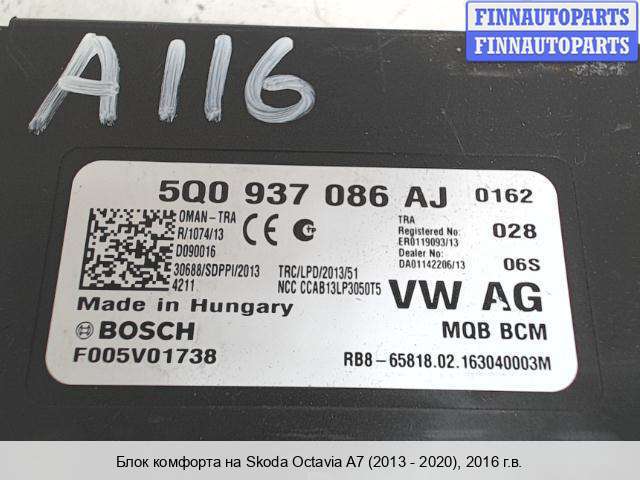 FINNAUTOPARTS
FINNAUTOPARTS
A116
5Q0 937 086 AJ 0162
OMAN-TRA
R/1074/13
D090016
TRA
Registered No:
ER0119093/13
Dealer No:
DA01142206/13
028
06S
30688/SDPPI/2013
4211
TRC/LPD/2013/51
NCC CCAB13LP3050T5
CE
Made in Hungary
VW AG
BOSCH
MQB BCM
F005V01738
RB8-65818.02.163040003M
Блок комфорта на Skoda Octavia A7 (2013 - 2020), 2016 г.в.